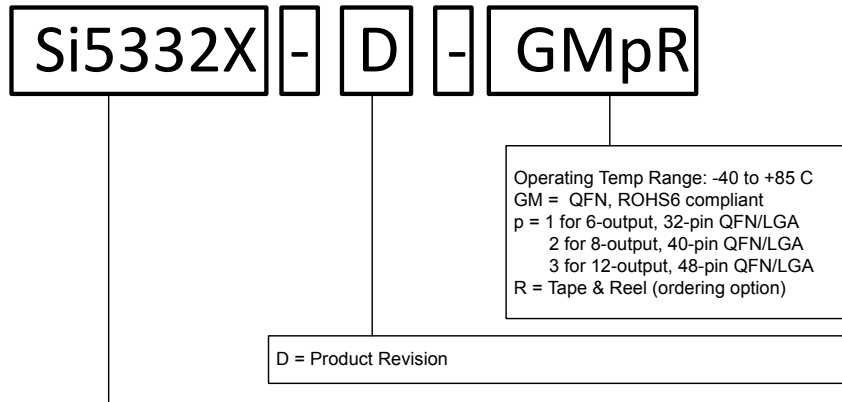 Si5332X - D - GMpR
Operating Temp Range: -40 to +85 C
GM = QFN, ROHS6 compliant
p = 1 for 6-output, 32-pin QFN/LGA
2 for 8-output, 40-pin QFN/LGA
3 for 12-output, 48-pin QFN/LGA
R = Tape & Reel (ordering option)
D = Product Revision